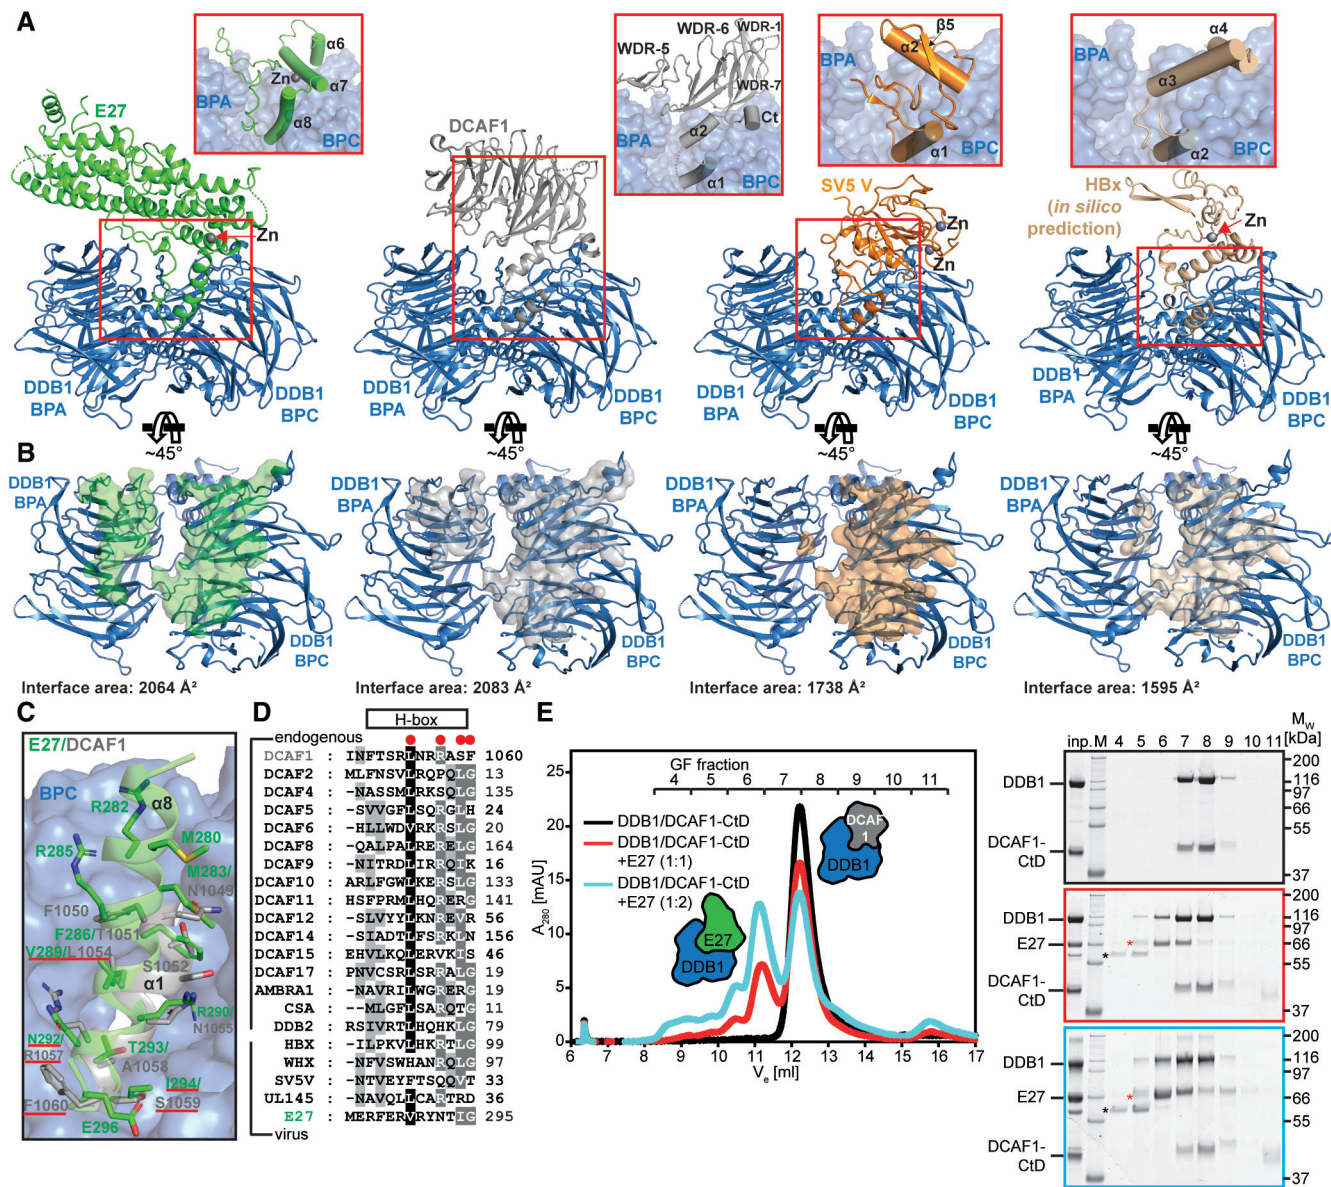 A
E27
α6
Zn
α7
BPA
α8
BPC
Zn
DDB1
BPA
DDB1
BPC
~45°
DCAF1
WDR-5
WDR-6
WDR-1
WDR-7
BPA
α2
Ct
α1
BPC
DDB1
BPA
DDB1
BPC
~45°
β5
α2
BPA
α1
BPC
SV5 V
Zn
Zn
DDB1
BPA
DDB1
BPC
~45°
α4
BPA
α3
α2
BPC
HBx
(in silico
prediction)
Zn
DDB1
BPA
DDB1
BPC
~45°
B
DDB1
BPA
DDB1
BPC
Interface area: 2064 Å²
DDB1
BPA
DDB1
BPC
Interface area: 2083 Å²
DDB1
BPA
DDB1
BPC
Interface area: 1738 Å²
DDB1
BPA
DDB1
BPC
Interface area: 1595 Å²
C
E27/DCAF1
BPC
R282
α8
M280
R285
M283/
N1049
F1050
F286/T1051
V289/L1054
S1052
α1
R290/
N1055
N292/
R1057
T293/
A1058
I294/
S1059
F1060
E296
D
H-box
endogenous
DCAF1 : INFTSRLNRRASF 1060
DCAF2 : MLFNSVLRQPQLG 13
DCAF4 : -NASSMLRKSQLG 135
DCAF5 : -SVVGFLSQRGLH 24
DCAF6 : -HLLWDVRKRSLG 20
DCAF8 : -QALPALRERELG 164
DCAF9 : -NITRDLIRRQIK 16
DCAF10 : ARLFGWLKERSLG 133
DCAF11 : HSFPRMLHQRERG 141
DCAF12 : -SIVYYLKNREVR 56
DCAF14 : -SLADTLFSRKLN 156
DCAF15 : EHVLKQLERVKIS 46
DCAF17 : PNVCSRLSRRALG 19
AMBRA1 : -NAVRILWGRERG 19
CSA : --MLGFLSARQTG 11
DDB2 : RSIVRTLHQHKLG 79
HBX : -ILPKVLHKRTLG 99
WHX : -NFVSWHANRQLG 97
SV5V : -NTVEYFTSQQVT 33
UL145 : -NAVQLLCARTRD 36
E27 : MERFERVRYNTIG 295
virus
E
GF fraction
4 5 6 7 8 9 10 11
25
20
15
10
5
0
A280 [mAU]
DDB1/DCAF1-CtD
DDB1/DCAF1-CtD
+E27 (1:1)
DDB1/DCAF1-CtD
+E27 (1:2)
DCAF
1
DDB1
E27
DDB1
6 7 8 9 10 11 12 13 14 15 16 17
Ve [ml]
inp. M 4 5 6 7 8 9 10 11
MW
[kDa]
DDB1
DCAF1-
CtD
200
116
97
66
55
37
DDB1
E27
DCAF1-
CtD
*
*
200
116
97
66
55
37
DDB1
E27
DCAF1-
CtD
*
*
200
116
97
66
55
37